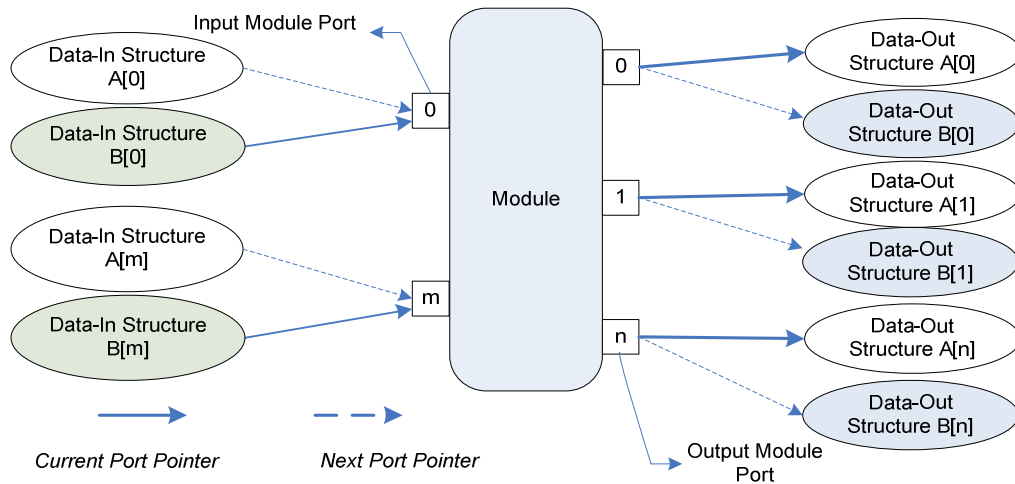 Input Module Port
Data-In Structure
A[0]
Data-In Structure
B[0]
Data-In Structure
A[m]
Data-In Structure
B[m]
0
m
Module
0
1
n
Data-Out
Structure A[0]
Data-Out
Structure B[0]
Data-Out
Structure A[1]
Data-Out
Structure B[1]
Data-Out
Structure A[n]
Data-Out
Structure B[n]
Current Port Pointer
Next Port Pointer
Output Module
Port